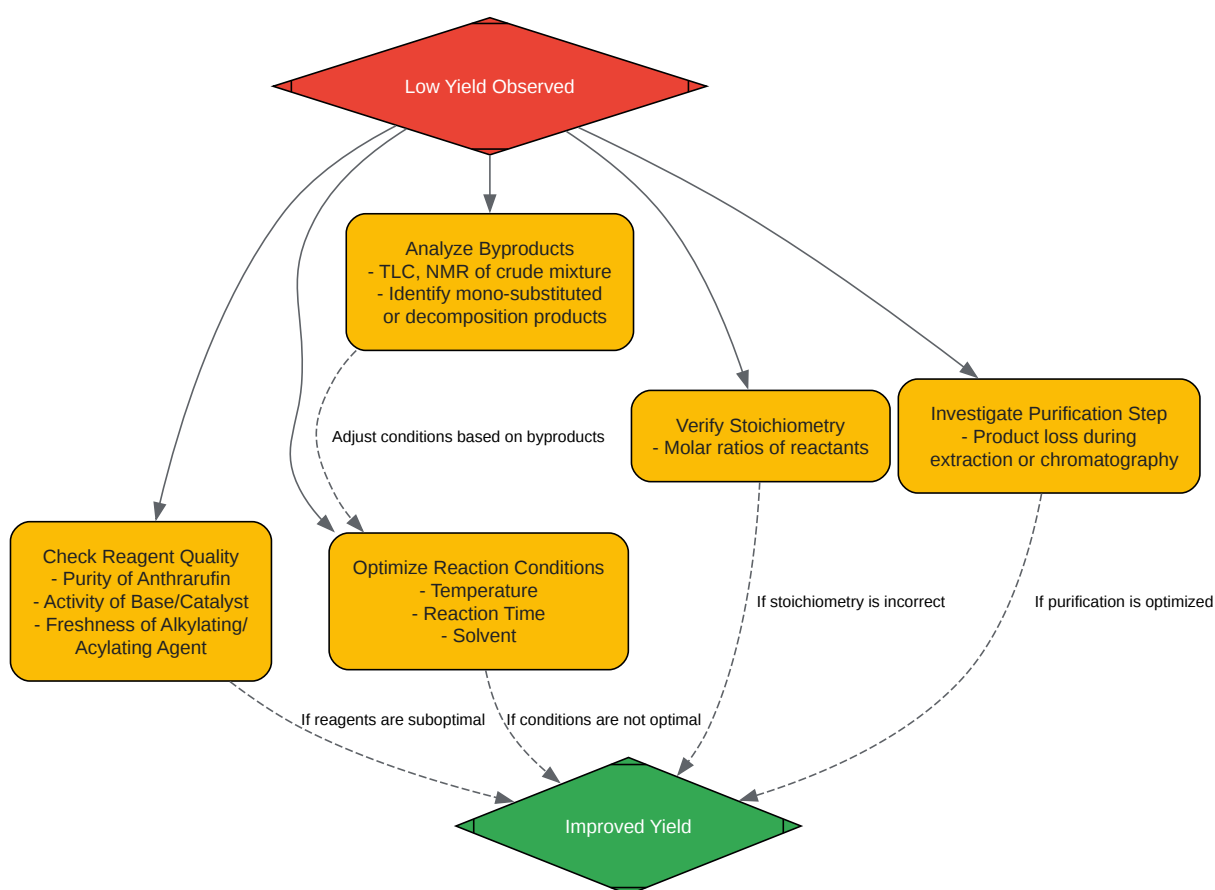 Low Yield Observed
Analyze Byproducts
- TLC, NMR of crude mixture
- Identify mono-substituted
or decomposition products
Adjust conditions based on byproducts
Verify Stoichiometry
- Molar ratios of reactants
Investigate Purification Step
- Product loss during
extraction or chromatography
Check Reagent Quality
- Purity of Anthrarufin
- Activity of Base/Catalyst
- Freshness of Alkylating/
Acylating Agent
Optimize Reaction Conditions
- Temperature
- Reaction Time
- Solvent
If stoichiometry is incorrect
If purification is optimized
If reagents are suboptimal
If conditions are not optimal
Improved Yield